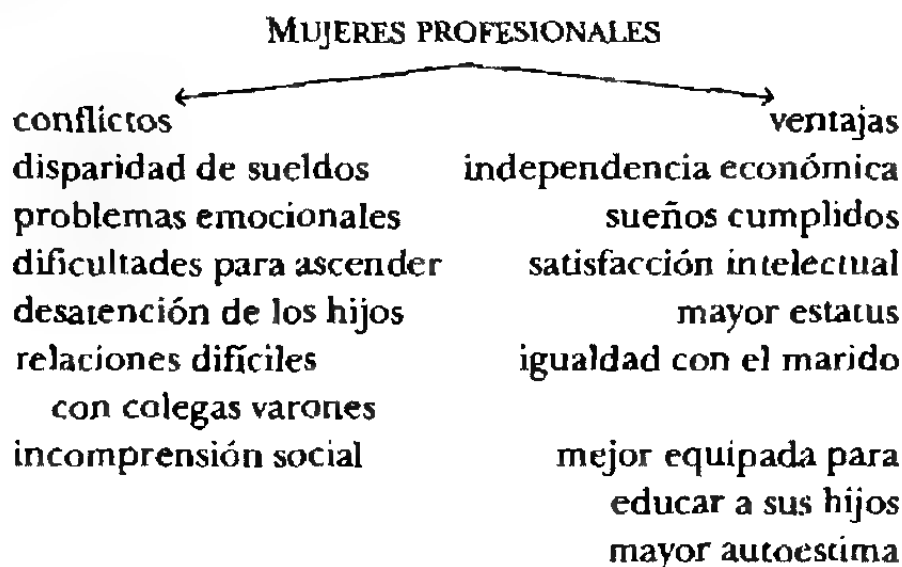 MUJERES PROFESIONALES
conflictos
disparidad de sueldos
problemas emocionales
dificultades para ascender
desatención de los hijos
relaciones difíciles
con colegas varones
incomprensión social
ventajas
independencia económica
sueños cumplidos
satisfacción intelectual
mayor estatus
igualdad con el marido
mejor equipada para
educar a sus hijos
mayor autoestima